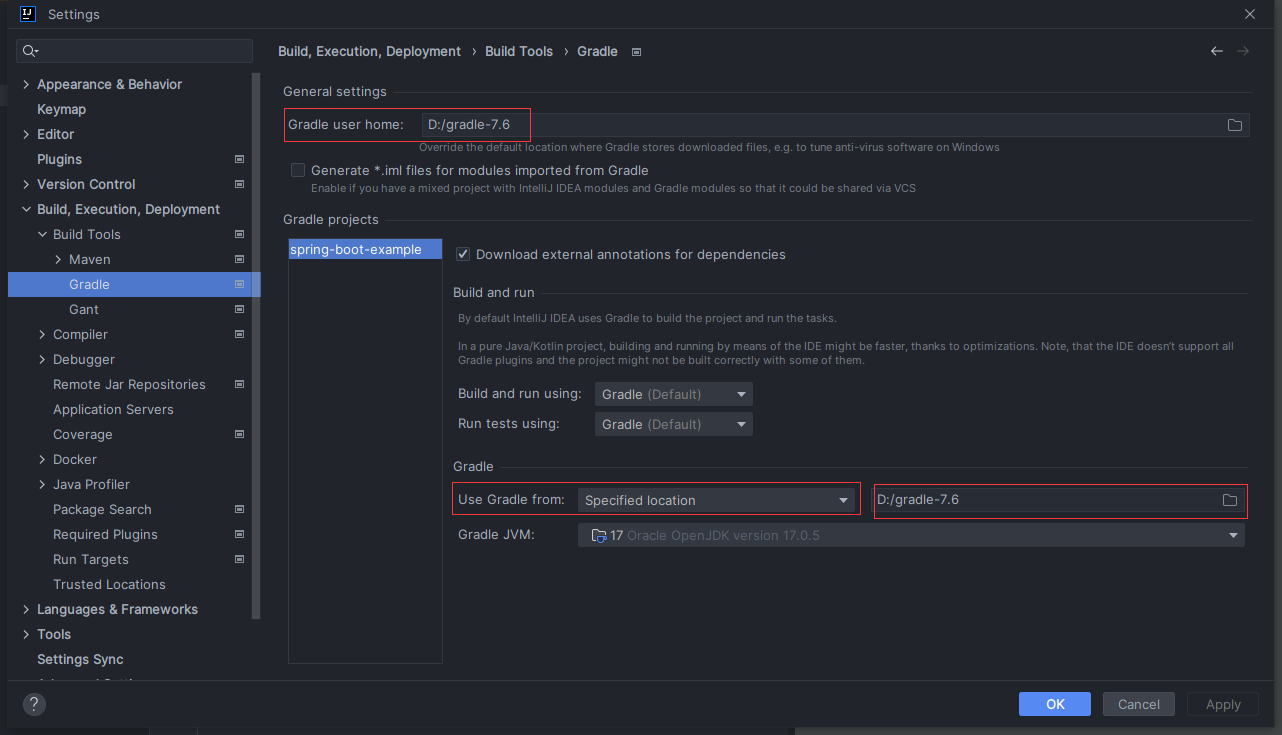 Settings
Build, Execution, Deployment › Build Tools › Gradle
Appearance & Behavior
Keymap
Editor
Plugins
Version Control
Build, Execution, Deployment
Build Tools
Maven
Gradle
Gant
Compiler
Debugger
Remote Jar Repositories
Application Servers
Coverage
Docker
Java Profiler
Package Search
Required Plugins
Run Targets
Trusted Locations
Languages & Frameworks
Tools
Settings Sync
General settings
Gradle user home: D:/gradle-7.6
Override the default location where Gradle stores downloaded files, e.g. to tune anti-virus software on Windows
Generate *.iml files for modules imported from Gradle
Enable if you have a mixed project with IntelliJ IDEA modules and Gradle modules so that it could be shared via VCS
Gradle projects
spring-boot-example
Download external annotations for dependencies
Build and run
By default IntelliJ IDEA uses Gradle to build the project and run the tasks.
In a pure Java/Kotlin project, building and running by means of the IDE might be faster, thanks to optimizations. Note, that the IDE doesn't support all
Gradle plugins and the project might not be built correctly with some of them.
Build and run using: Gradle (Default)
Run tests using: Gradle (Default)
Gradle
Use Gradle from: Specified location D:/gradle-7.6
Gradle JVM: 17 Oracle OpenJDK version 17.0.5
? OK Cancel Apply